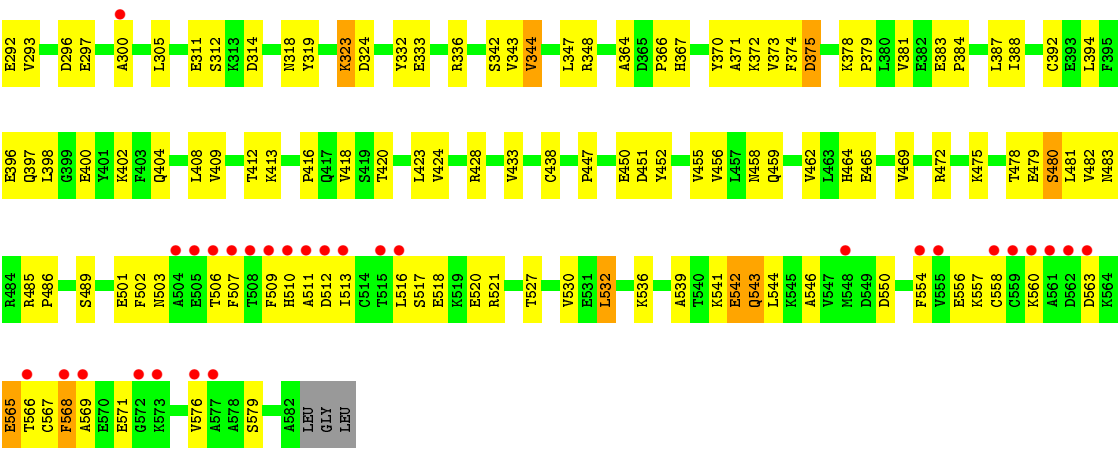 E292 V293 D296 E297 A300 L305 E311 S312 K313 D314 N318 Y319 K323 D324 Y332 E333 R336 S342 V343 V344 L347 R348 A364 D365 P366 H367 Y370 A371 K372 V373 F374 D375 K378 P379 L380 V381 E382 E383 P384 L387 I388 C392 E393 L394 F395
E396 Q397 L398 G399 E400 Y401 K402 F403 Q404 L408 V409 T412 K413 P416 Q417 V418 S419 T420 L423 V424 R428 V433 C438 P447 E450 D451 Y452 V455 V456 L457 N458 Q459 V462 L463 H464 E465 V469 R472 K475 T478 E479 S480 L481 V482 N483
R484 R485 P486 S489 E501 F502 N503 A504 E505 T506 F507 T508 F509 H510 A511 D512 I513 C514 T515 L516 S517 E518 K519 E520 R521 T527 V530 E531 L532 K536 A539 T540 K541 E542 Q543 L544 K545 A546 V547 M548 D549 D550 F554 V555 E556 K557 C558 C559 K560 A561 D562 D563 K564
E565 T566 C567 F568 A569 E570 E571 G572 K573 V576 A577 A578 S579 A582 LEU GLY LEU